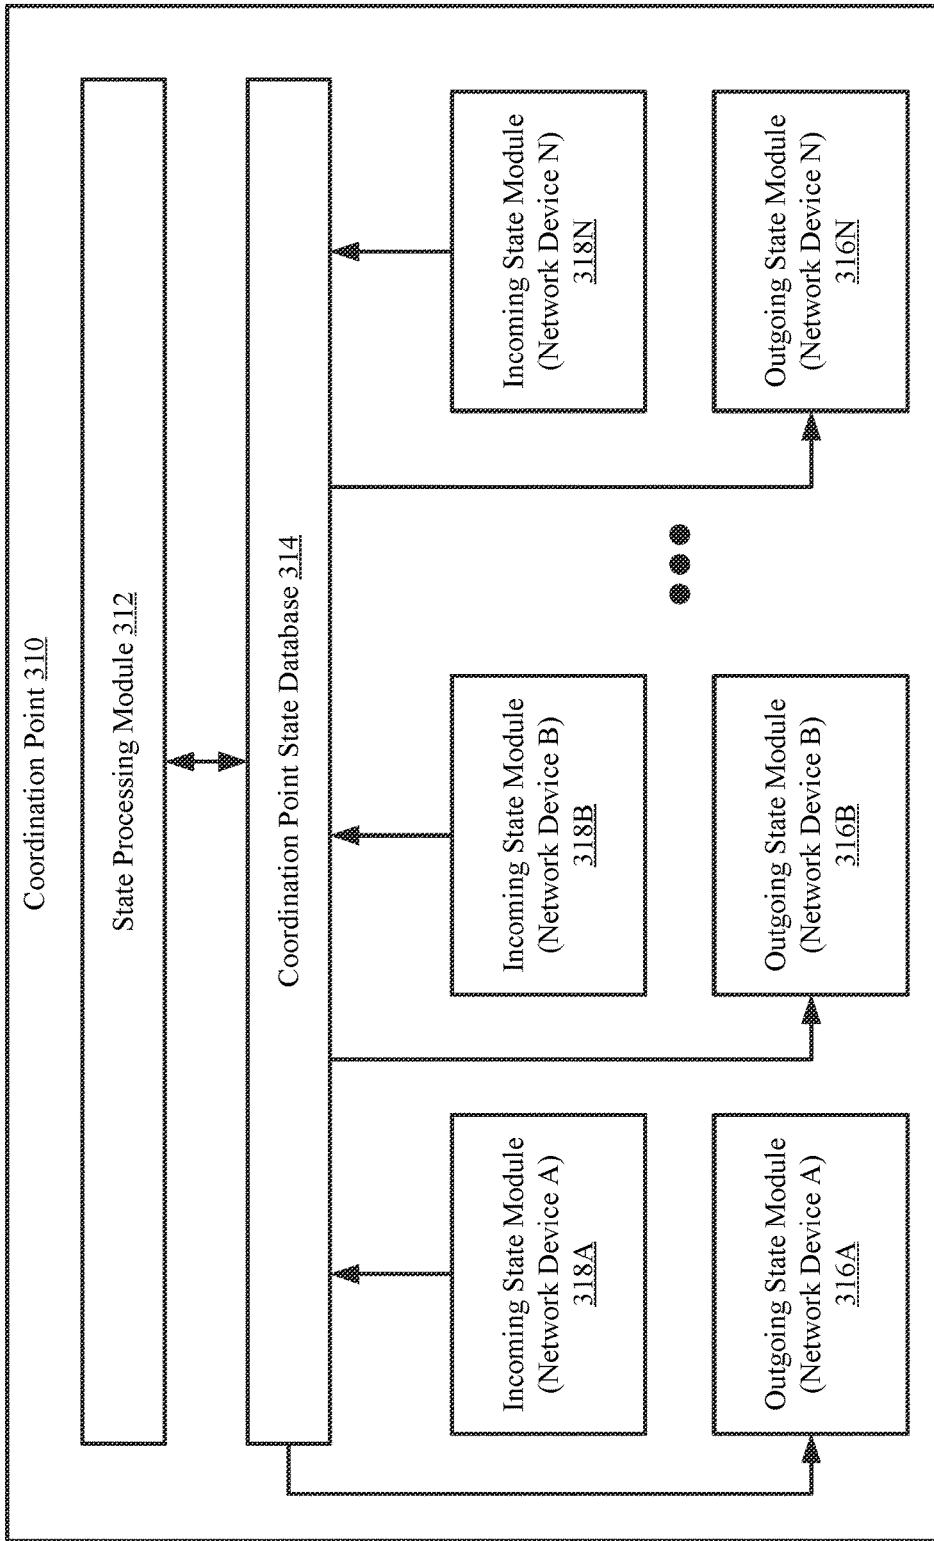 Coordination Point 310
State Processing Module 312
Coordination Point State Database 314
Incoming State Module
(Network Device A)
318A
Incoming State Module
(Network Device B)
318B
Incoming State Module
(Network Device N)
318N
Outgoing State Module
(Network Device A)
316A
Outgoing State Module
(Network Device B)
316B
Outgoing State Module
(Network Device N)
316N